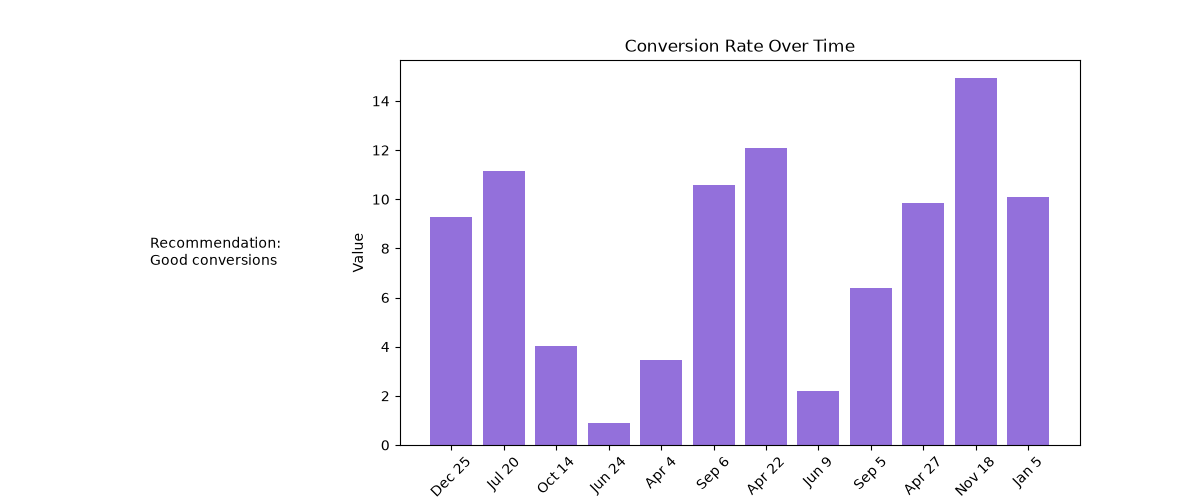 Conversion Rate Over Time
14
12
10
8
6
4
2
0
Value
Recommendation:
Good conversions
Dec 25
Jul 20
Oct 14
Jun 24
Apr 4
Sep 6
Apr 22
Jun 9
Sep 5
Apr 27
Nov 18
Jan 5